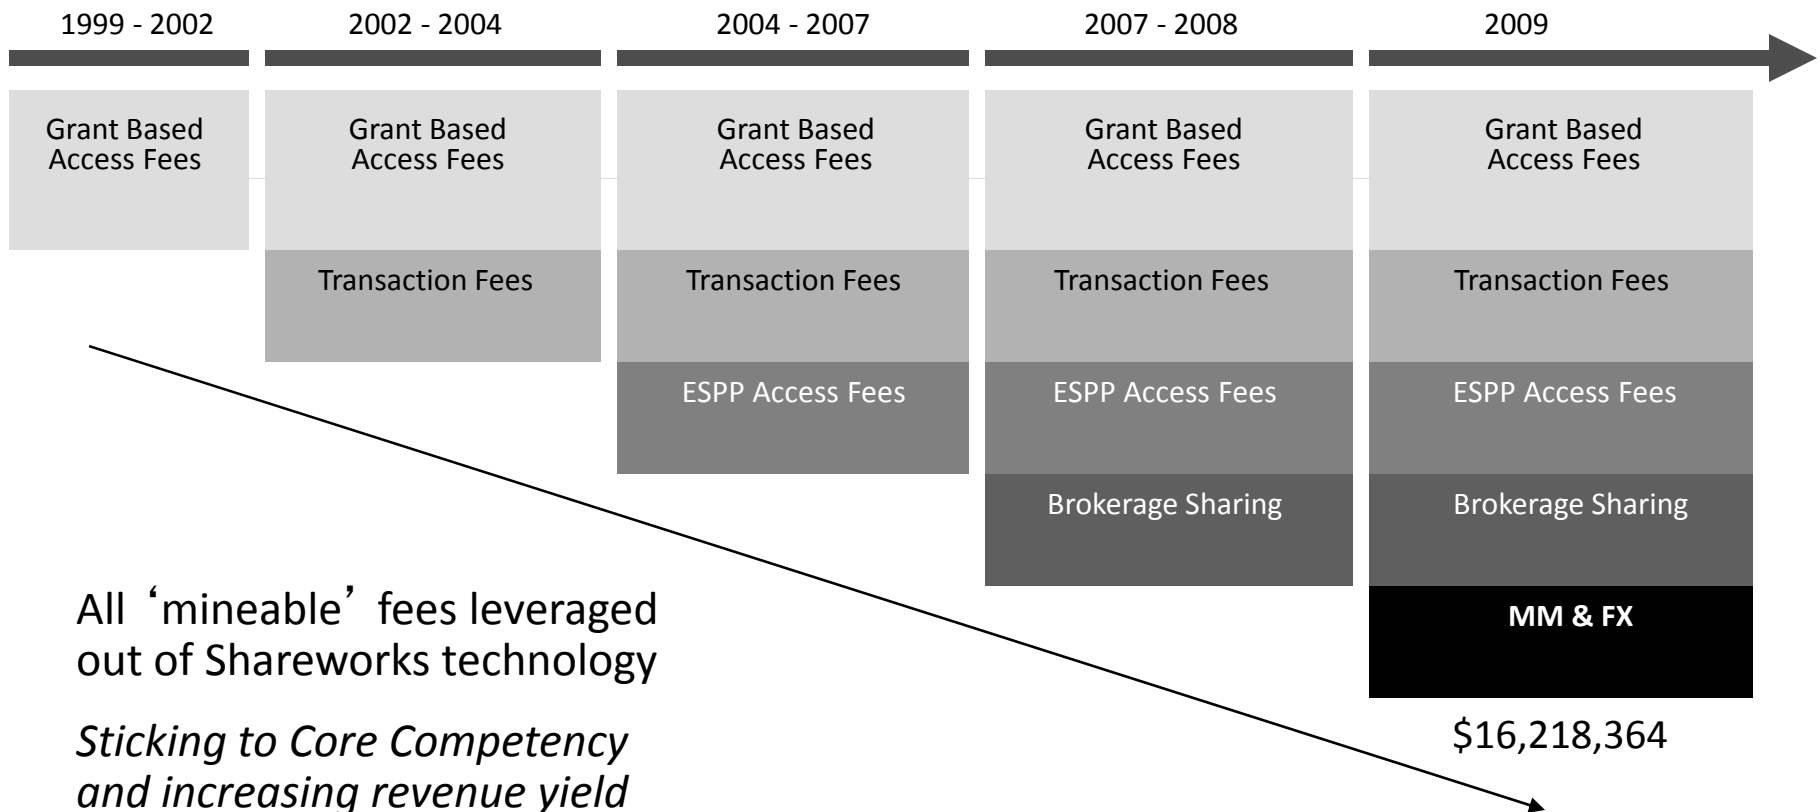 1999 - 2002
2002 - 2004
2004 - 2007
2007 - 2008
2009
Grant Based
Access Fees
Grant Based
Access Fees
Grant Based
Access Fees
Grant Based
Access Fees
Grant Based
Access Fees
Transaction Fees
Transaction Fees
Transaction Fees
Transaction Fees
ESPP Access Fees
ESPP Access Fees
ESPP Access Fees
Brokerage Sharing
Brokerage Sharing
MM & FX
$16,218,364
All ‘mineable’ fees leveraged
out of Shareworks technology
Sticking to Core Competency
and increasing revenue yield